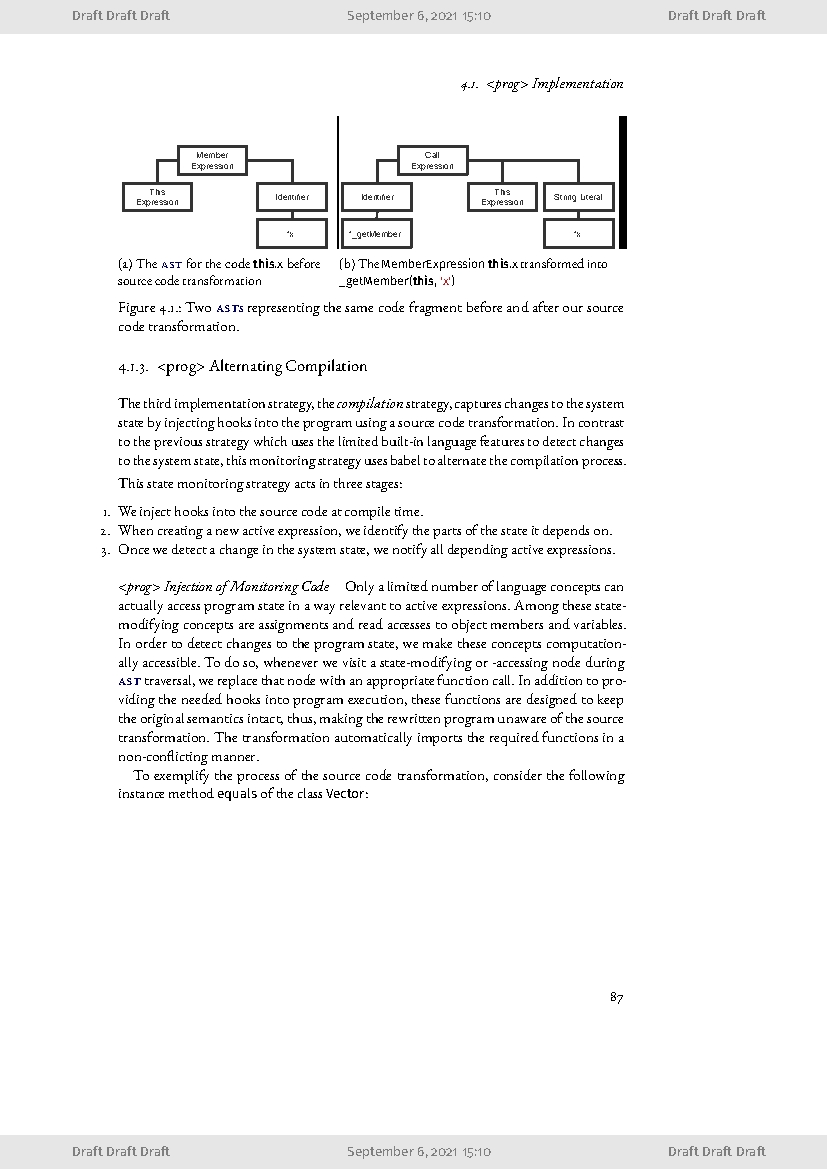 Draft Draft Draft September 6, 2021 15:10 Draft Draft Draft
4.1. <prog> Implementation
Member
Expression
This
Expression
Identifier
"x
Call
Expression
Identifier
This
Expression
String Literal
"_getMember
"x
(a) The AST for the code this.x before
source code transformation
(b) The MemberExpression this.x transformed into
_getMember(this, 'x')
Figure 4.1.: Two ASTs representing the same code fragment before and after our source
code transformation.
4.1.3. <prog> Alternating Compilation
The third implementation strategy, the compilation strategy, captures changes to the system
state by injecting hooks into the program using a source code transformation. In contrast
to the previous strategy which uses the limited built-in language features to detect changes
to the system state, this monitoring strategy uses babel to alternate the compilation process.
This state monitoring strategy acts in three stages:
1. We inject hooks into the source code at compile time.
2. When creating a new active expression, we identify the parts of the state it depends on.
3. Once we detect a change in the system state, we notify all depending active expressions.
<prog> Injection of Monitoring Code Only a limited number of language concepts can
actually access program state in a way relevant to active expressions. Among these state-
modifying concepts are assignments and read accesses to object members and variables.
In order to detect changes to the program state, we make these concepts computation-
ally accessible. To do so, whenever we visit a state-modifying or -accessing node during
AST traversal, we replace that node with an appropriate function call. In addition to pro-
viding the needed hooks into program execution, these functions are designed to keep
the original semantics intact, thus, making the rewritten program unaware of the source
transformation. The transformation automatically imports the required functions in a
non-conflicting manner.
To exemplify the process of the source code transformation, consider the following
instance method equals of the class Vector:
87
Draft Draft Draft September 6, 2021 15:10 Draft Draft Draft